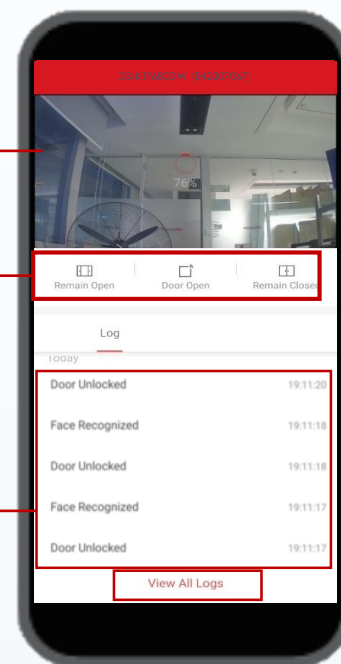 76%
Remain Open Door Open Remain Closed
Log
Today
Door Unlocked 19:11:20
Face Recognized 19:11:18
Door Unlocked 19:11:18
Face Recognized 19:11:17
Door Unlocked 19:11:17
View All Logs